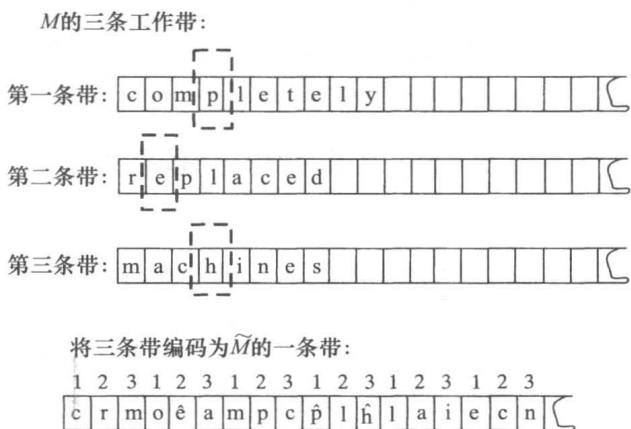 M的三条工作带:
第一条带: c o m p l e t e l y
第二条带: r e p l a c e d
第三条带: m a c h i n e s
将三条带编码为M̃的一条带:
1 2 3 1 2 3 1 2 3 1 2 3 1 2 3 1 2 3
c r m o ê a m p c p̂ l ĥ l a i e c n